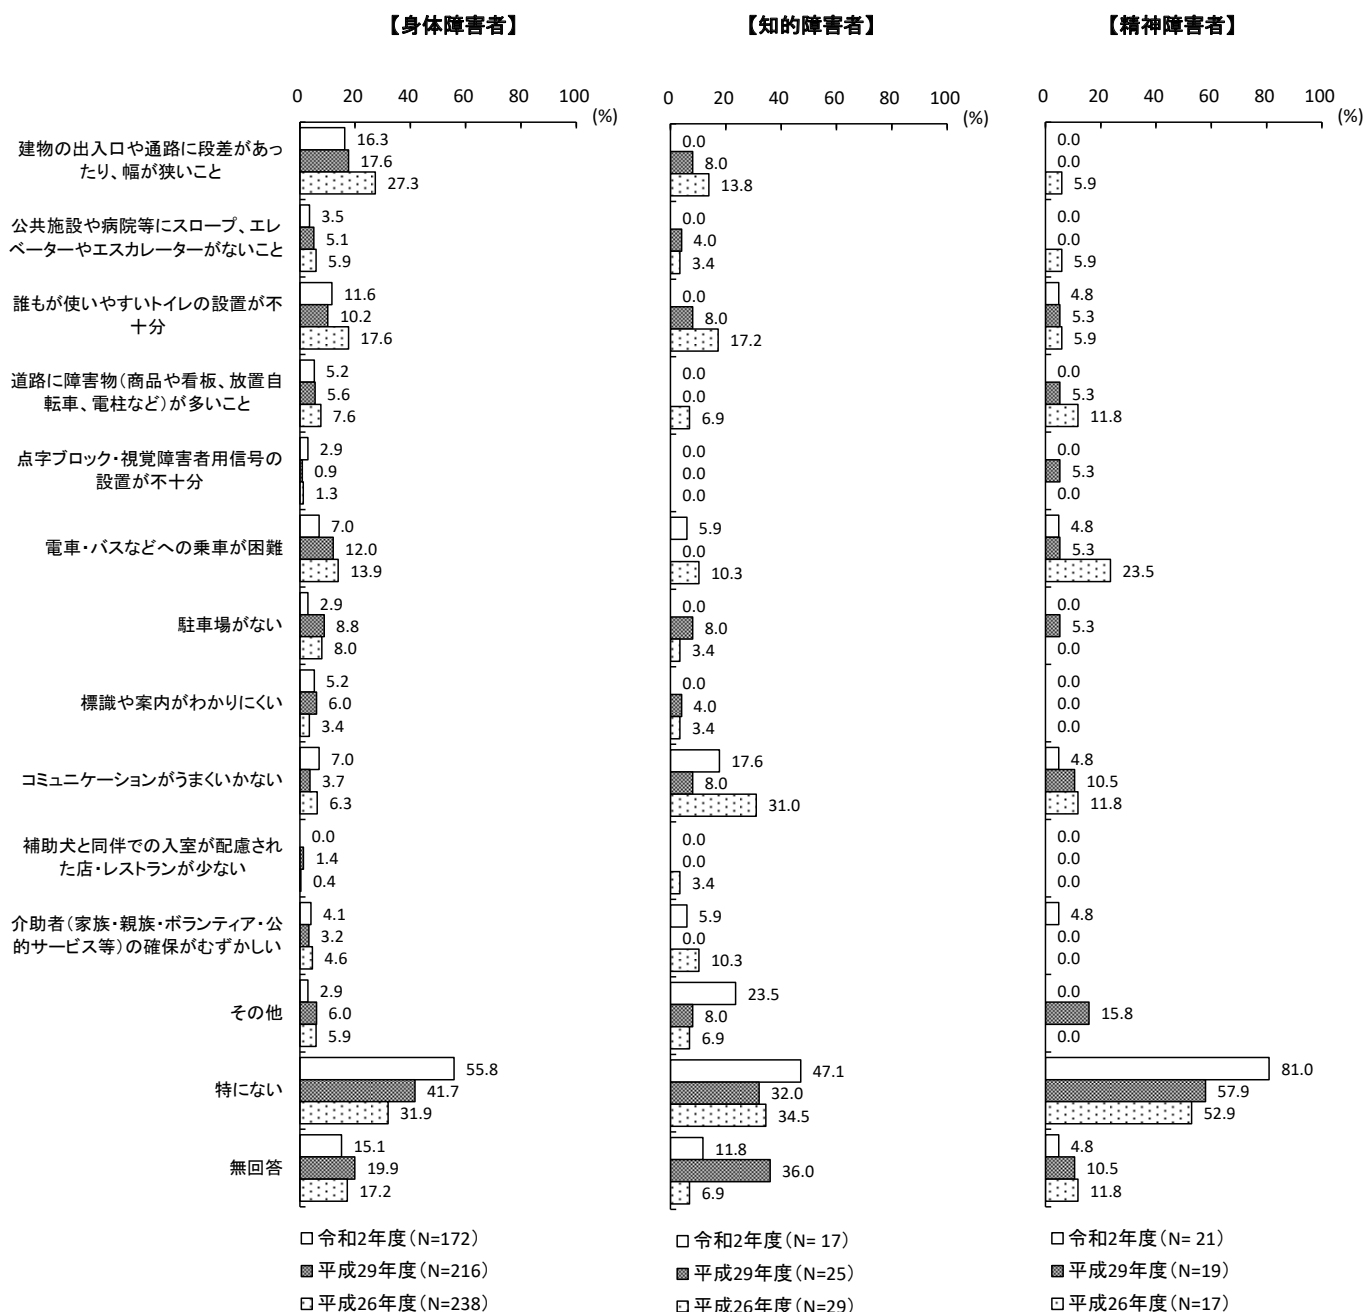 【身体障害者】 【知的障害者】 【精神障害者】
0 20 40 60 80 100 0 20 40 60 80 100 0 20 40 60 80 100
(%) (%) (%)
建物の出入口や通路に段差があっ
たり、幅が狭いこと
16.3 0.0 0.0
17.6 8.0 0.0
27.3 13.8 5.9
公共施設や病院等にスロープ、エレ
ベーターやエスカレーターがないこと
3.5 0.0 0.0
5.1 4.0 0.0
5.9 3.4 5.9
誰もが使いやすいトイレの設置が不
十分
11.6 0.0 4.8
10.2 8.0 5.3
17.6 17.2 5.9
道路に障害物(商品や看板、放置自
転車、電柱など)が多いこと
5.2 0.0 0.0
5.6 0.0 5.3
7.6 6.9 11.8
点字ブロック・視覚障害者用信号の
設置が不十分
2.9 0.0 0.0
0.9 0.0 5.3
1.3 0.0 0.0
電車・バスなどへの乗車が困難
7.0 5.9 4.8
12.0 0.0 5.3
13.9 10.3 23.5
駐車場がない
2.9 0.0 0.0
8.8 8.0 5.3
8.0 3.4 0.0
標識や案内がわかりにくい
5.2 0.0 0.0
6.0 4.0 0.0
3.4 3.4 0.0
コミュニケーションがうまくいかない
7.0 17.6 4.8
3.7 8.0 10.5
6.3 31.0 11.8
補助犬と同伴での入室が配慮され
た店・レストランが少ない
0.0 0.0 0.0
1.4 0.0 0.0
0.4 3.4 0.0
介助者(家族・親族・ボランティア・公
的サービス等)の確保がむずかしい
4.1 5.9 4.8
3.2 0.0 0.0
4.6 10.3 0.0
その他
2.9 23.5 0.0
6.0 8.0 15.8
5.9 6.9 0.0
特にない
55.8 47.1 81.0
41.7 32.0 57.9
31.9 34.5 52.9
無回答
15.1 11.8 4.8
19.9 36.0 10.5
17.2 6.9 11.8
令和2年度(N=172) 令和2年度(N= 17) 令和2年度(N= 21)
平成29年度(N=216) 平成29年度(N=25) 平成29年度(N=19)
平成26年度(N=238) 平成26年度(N=29) 平成26年度(N=17)